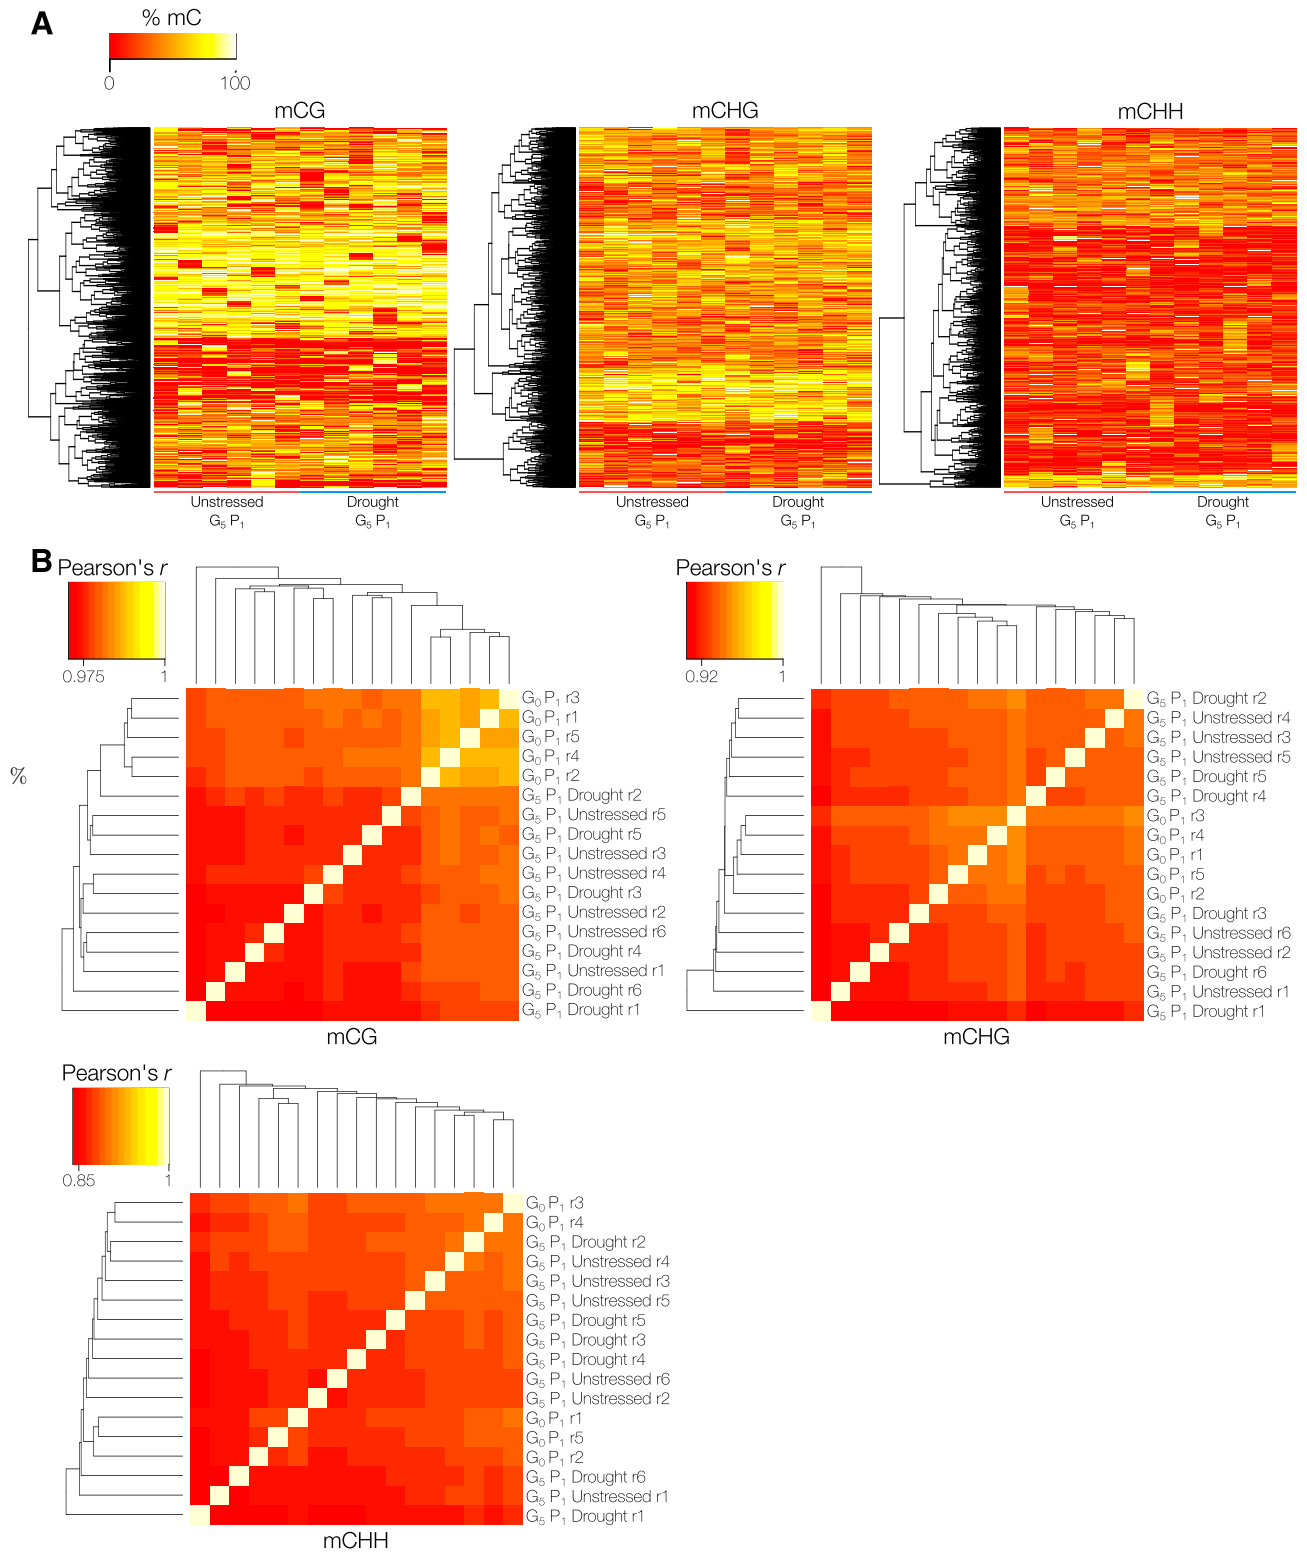 A
% mC
0 100
mCG
mCHG
mCHH
Unstressed Drought
G5 P1 G5 P1
Unstressed Drought
G5 P1 G5 P1
Unstressed Drought
G5 P1 G5 P1
B
Pearson's r
0.975 1
%
G0 P1 r3
G0 P1 r1
G0 P1 r5
G0 P1 r4
G0 P1 r2
G5 P1 Drought r2
G5 P1 Unstressed r5
G5 P1 Drought r5
G5 P1 Unstressed r3
G5 P1 Unstressed r4
G5 P1 Drought r3
G5 P1 Unstressed r2
G5 P1 Unstressed r6
G5 P1 Drought r4
G5 P1 Unstressed r1
G5 P1 Drought r6
G5 P1 Drought r1
mCG
Pearson's r
0.92 1
G5 P1 Drought r2
G5 P1 Unstressed r4
G5 P1 Unstressed r3
G5 P1 Unstressed r5
G5 P1 Drought r5
G5 P1 Drought r4
G0 P1 r3
G0 P1 r4
G0 P1 r1
G0 P1 r5
G0 P1 r2
G5 P1 Drought r3
G5 P1 Unstressed r6
G5 P1 Unstressed r2
G5 P1 Drought r6
G5 P1 Unstressed r1
G5 P1 Drought r1
mCHG
Pearson's r
0.85 1
G0 P1 r3
G0 P1 r4
G5 P1 Drought r2
G5 P1 Unstressed r4
G5 P1 Unstressed r3
G5 P1 Unstressed r5
G5 P1 Drought r5
G5 P1 Drought r3
G5 P1 Drought r4
G5 P1 Unstressed r6
G5 P1 Unstressed r2
G0 P1 r1
G0 P1 r5
G0 P1 r2
G5 P1 Drought r6
G5 P1 Unstressed r1
G5 P1 Drought r1
mCHH